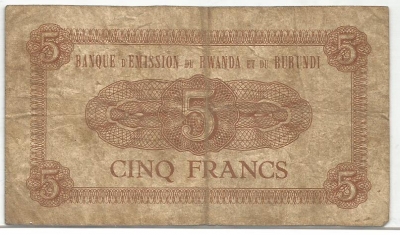 5 5
BANQUE D'EMISSION DU RWANDA ET DU BURUNDI
5
CINQ FRANCS
5 5